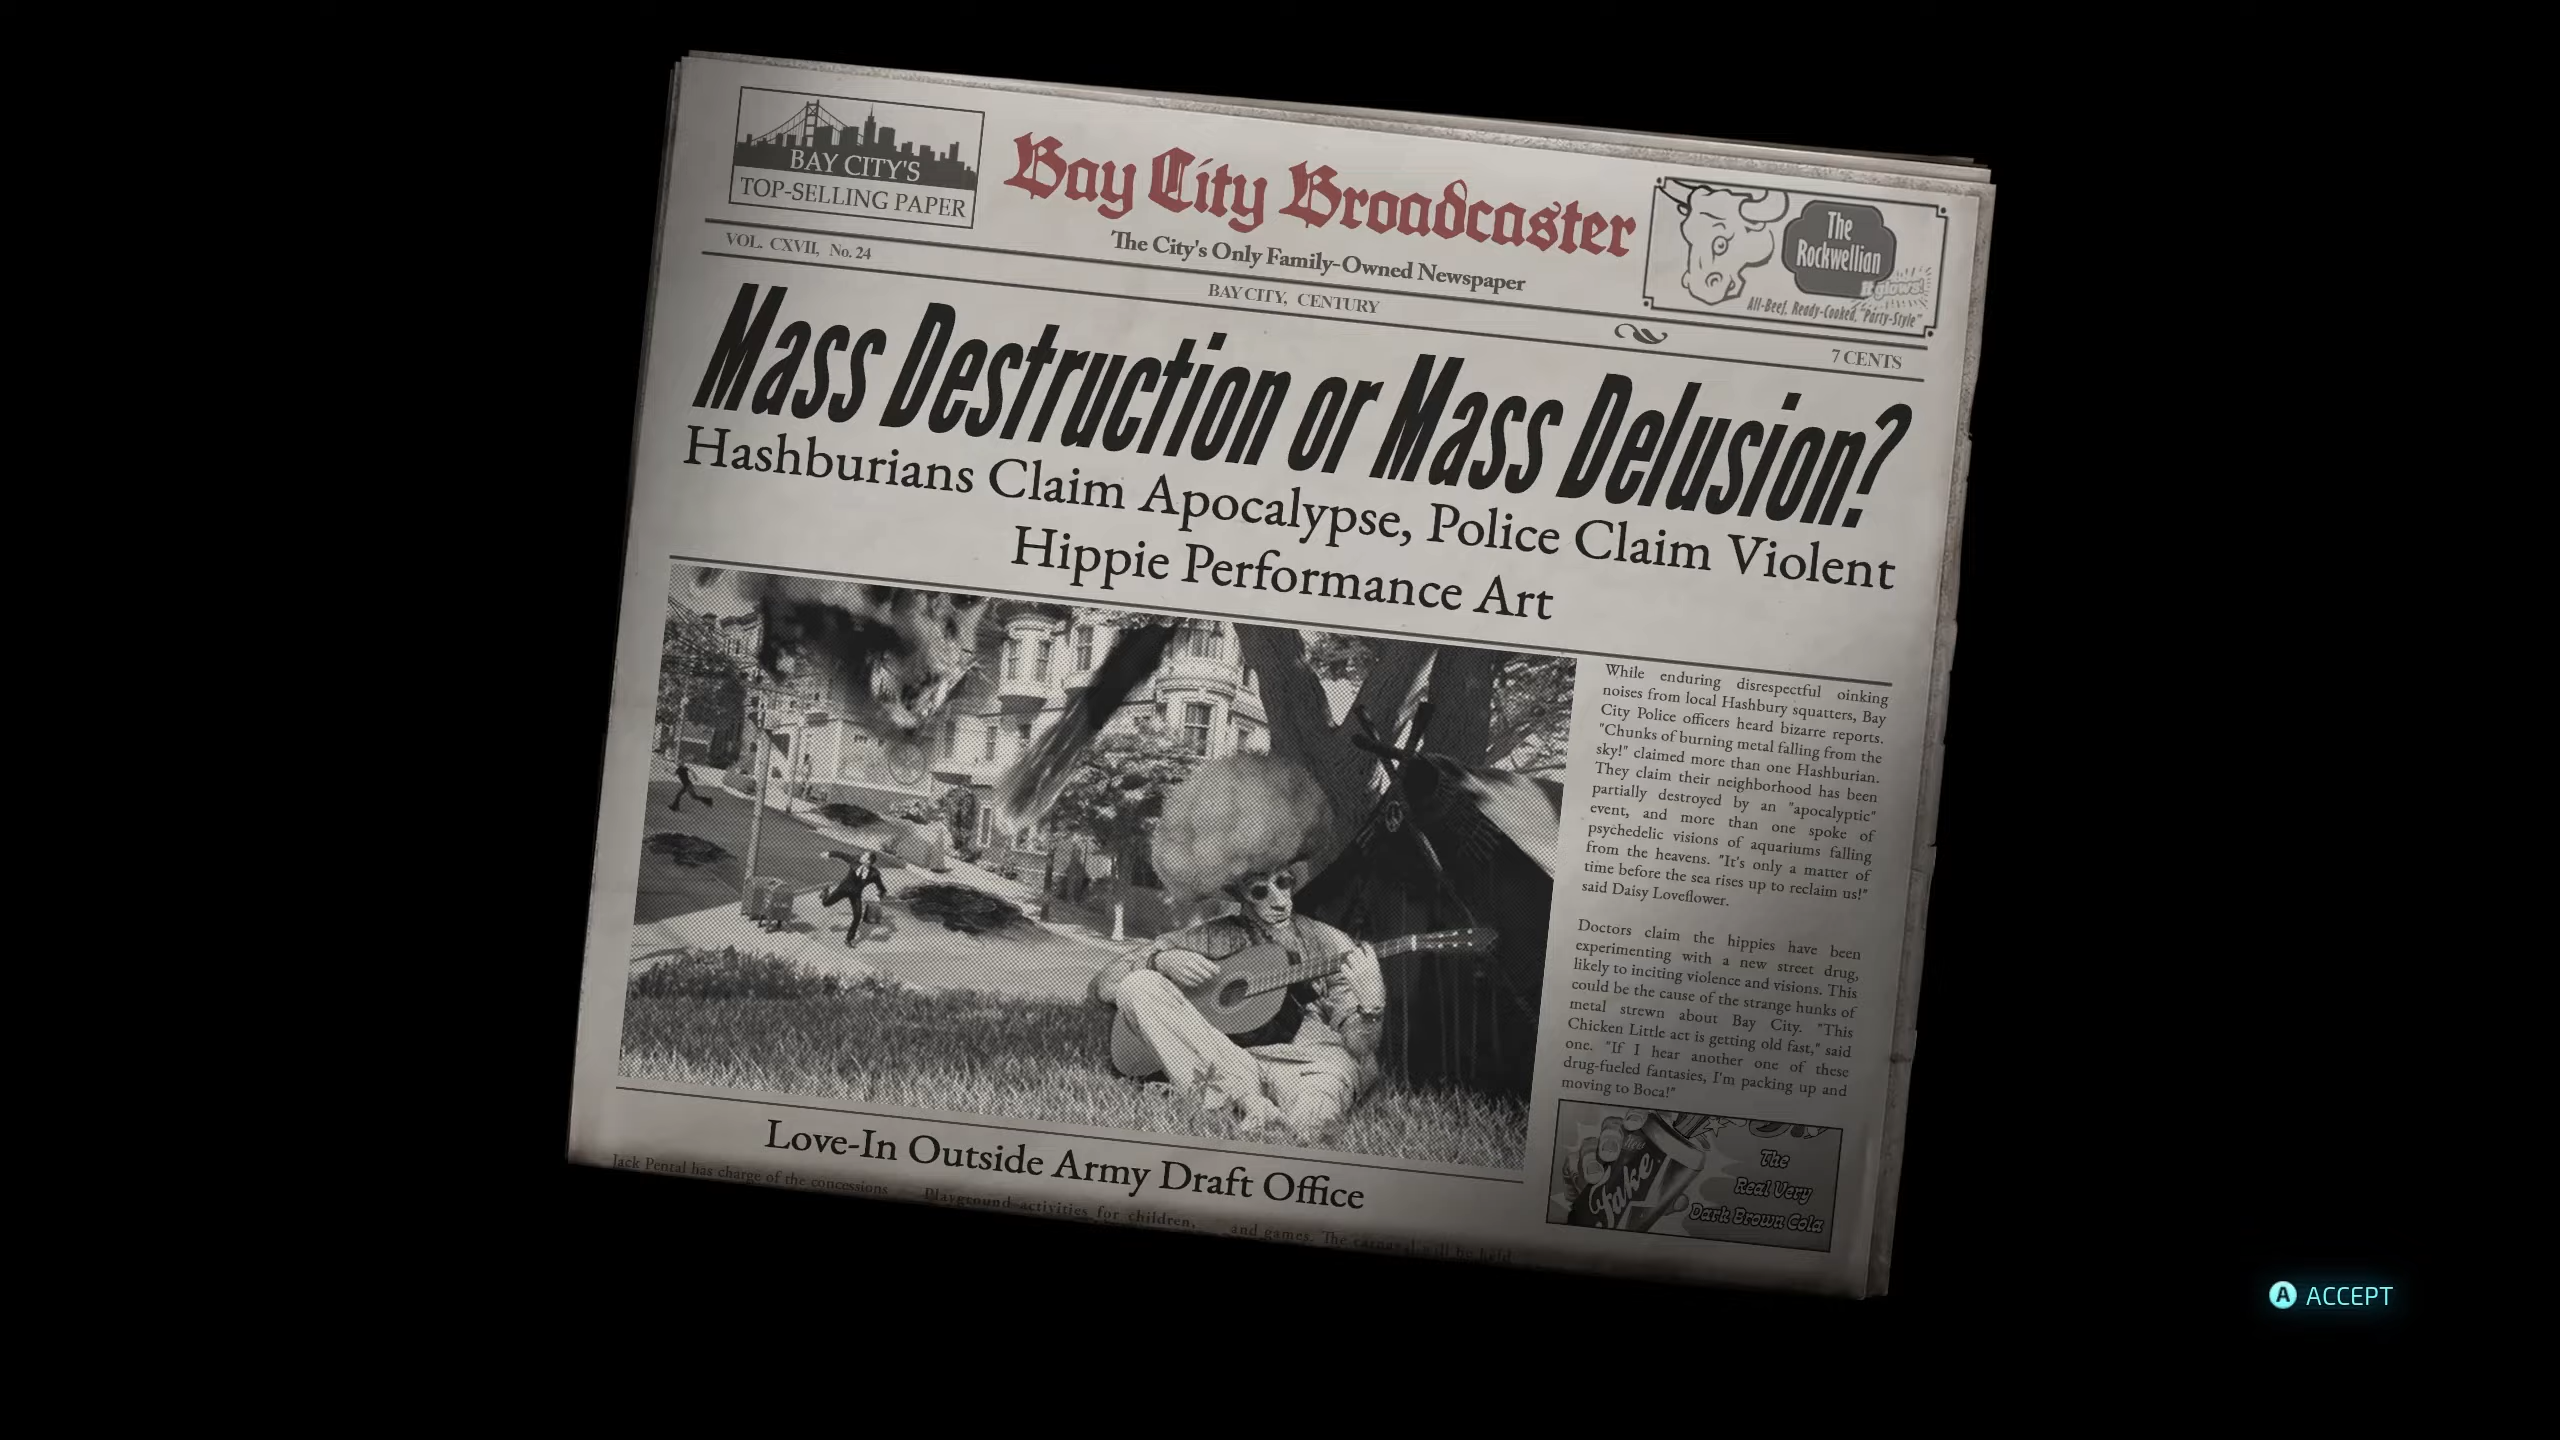 BAY CITY'S
TOP-SELLING PAPER
Bay City Broadcaster
The City's Only Family-Owned Newspaper
The
Rockwellian
It glows!
All-Beef, Ready-Cooked, "Party-Style"
VOL. CXVII, No. 24
BAY CITY, CENTURY
7 CENTS
Mass Destruction or Mass Delusion?
Hashburians Claim Apocalypse, Police Claim Violent
Hippie Performance Art
While enduring disrespectful oinking
noises from local Hashbury squatters, Bay
City Police officers heard bizarre reports.
"Chunks of burning metal falling from the
sky!" claimed more than one Hashburian.
They claim their neighborhood has been
partially destroyed by an "apocalyptic"
event, and more than one spoke of
psychedelic visions of aquariums falling
from the heavens. "It's only a matter of
time before the sea rises up to reclaim us!"
said Daisy Loveflower.
Doctors claim the hippies have been
experimenting with a new street drug,
likely to inciting violence and visions. This
could be the cause of the strange hunks of
metal strewn about Bay City. "This
Chicken Little act is getting old fast," said
one. "If I hear another one of these
drug-fueled fantasies, I'm packing up and
moving to Boca!"
The
Real Very
Dark Brown Cola
Love-In Outside Army Draft Office
Jack Pental has charge of the concessions
Playground activities for children,
and games. The carnaval will be held
ACCEPT